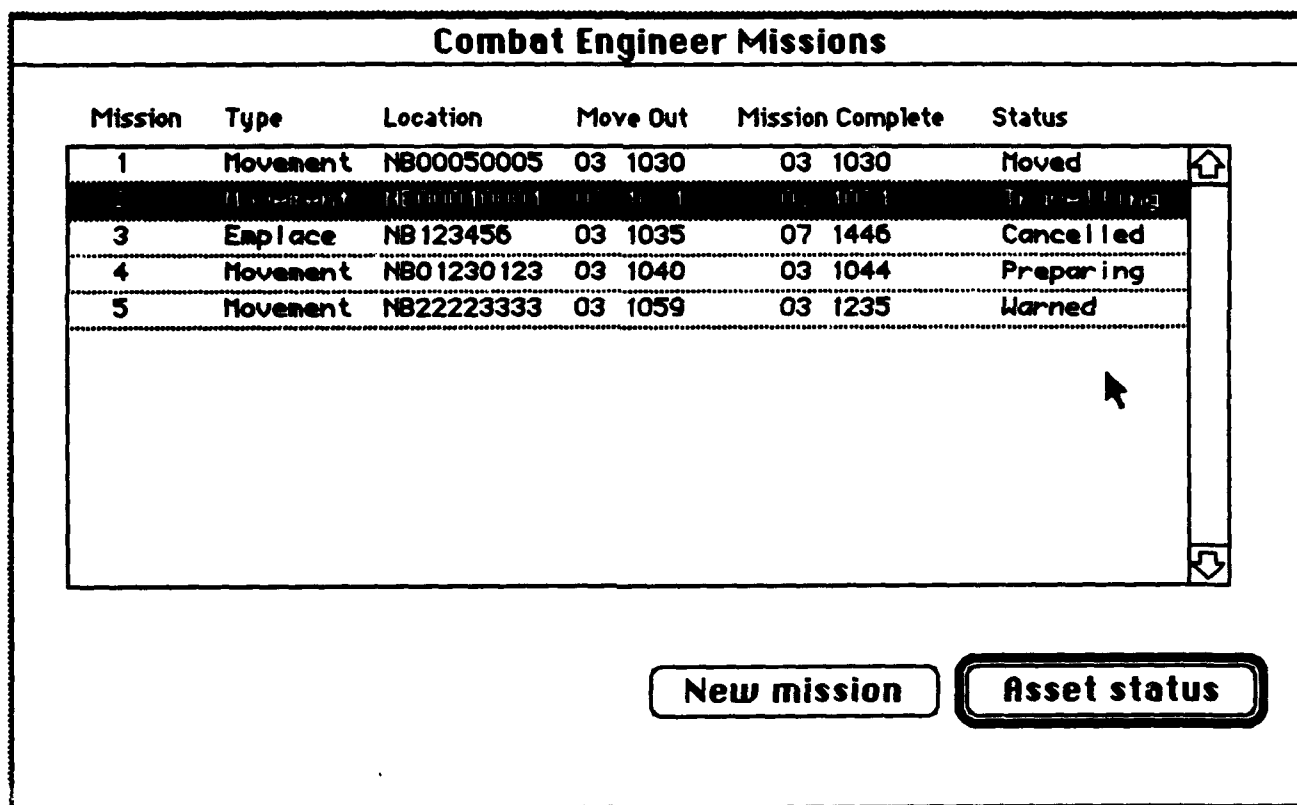 Combat Engineer Missions
Mission Type Location Move Out Mission Complete Status
1 Movement NB00050005 03 1030 03 1030 Moved
Movement Travelling
3 Emplace NB123456 03 1035 07 1446 Cancelled
4 Movement NB01230123 03 1040 03 1044 Preparing
5 Movement NB22223333 03 1059 03 1235 Warned
New mission Asset status